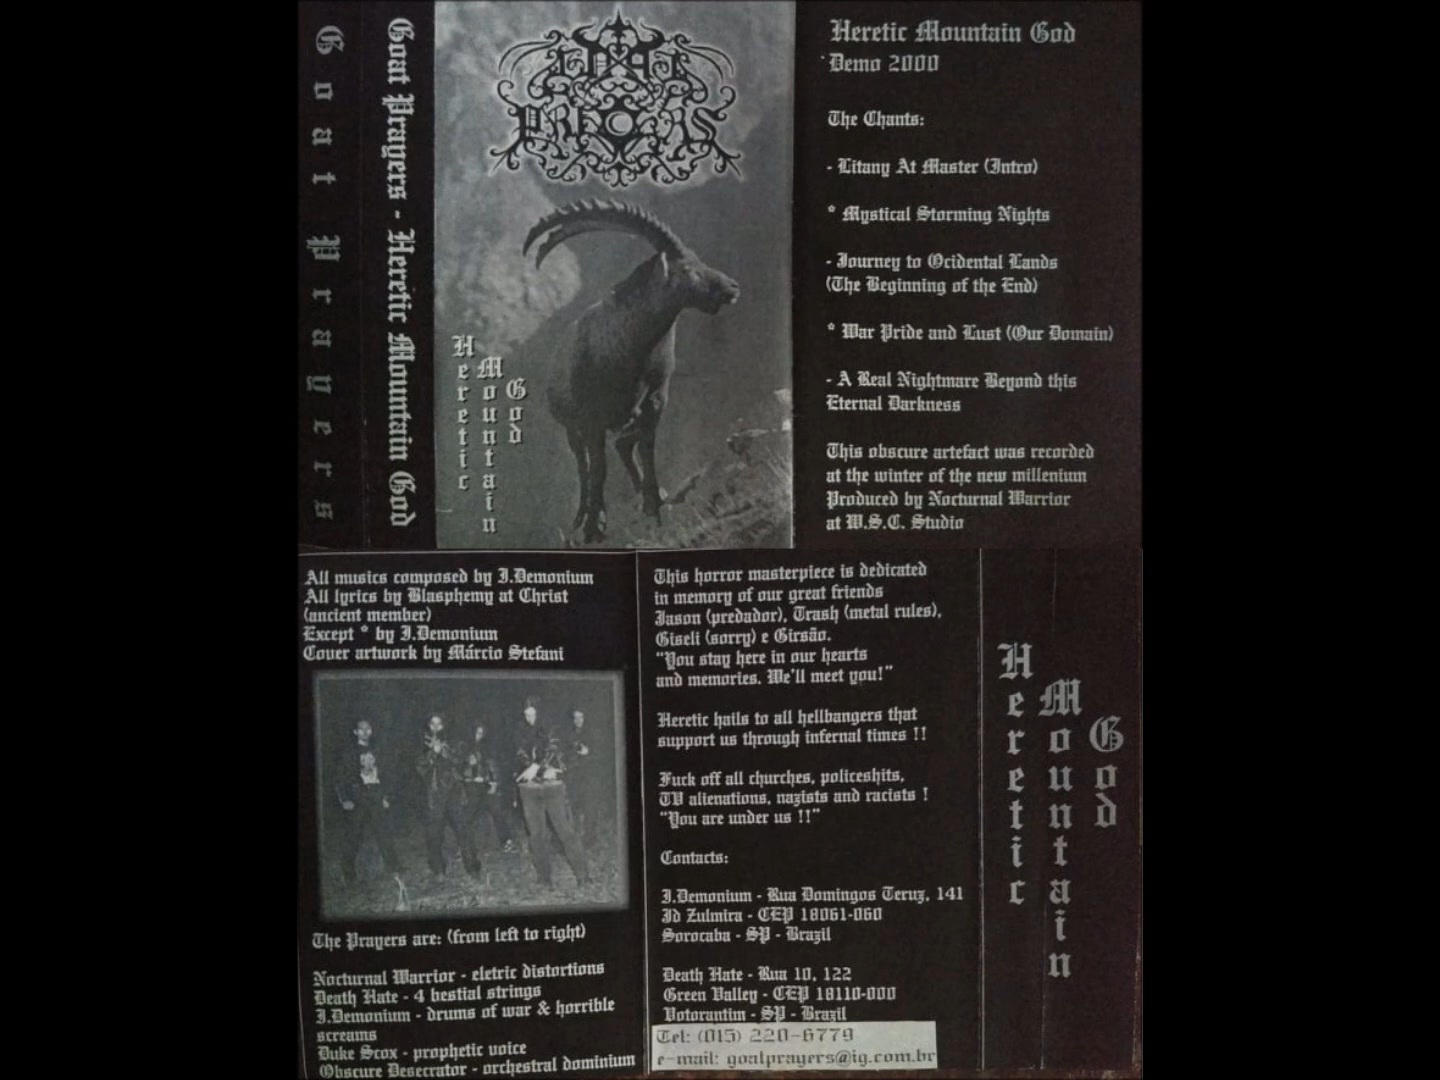 Goat Prayers
Goat Prayers - Heretic Mountain God
GOAT
PRAYERS
Heretic
Mountain
God
Heretic Mountain God
Demo 2000
The Chants:
- Litany At Master (Intro)
* Mystical Storming Nights
- Journey to Ocidental Lands
(The Beginning of the End)
* War Pride and Lust (Our Domain)
- A Real Nightmare Beyond this
Eternal Darkness
This obscure artefact was recorded
at the winter of the new millenium
Produced by Nocturnal Warrior
at W.S.C. Studio
All musics composed by I.Demonium
All lyrics by Blasphemy at Christ
(ancient member)
Except * by I.Demonium
Cover artwork by Márcio Stefani
The Prayers are: (from left to right)
Nocturnal Warrior - eletric distortions
Death Hate - 4 bestial strings
I.Demonium - drums of war & horrible
screams
Duke Scox - prophetic voice
Obscure Desecrator - orchestral dominium
This horror masterpiece is dedicated
in memory of our great friends
Jason (predador), Trash (metal rules),
Giseli (sorry) e Girsão.
"You stay here in our hearts
and memories. We'll meet you!"
Heretic hails to all hellbangers that
support us through infernal times !!
Fuck off all churches, policeshits,
TV alienations, nazists and racists !
"You are under us !!"
Contacts:
I.Demonium - Rua Domingos Teruz, 141
Jd Zulmira - CEP 18061-060
Sorocaba - SP - Brazil
Death Hate - Rua 10, 122
Green Valley - CEP 18110-000
Votorantim - SP - Brazil
Tel: (015) 220-6779
e-mail: goatprayers@ig.com.br
Heretic
Mountain
God